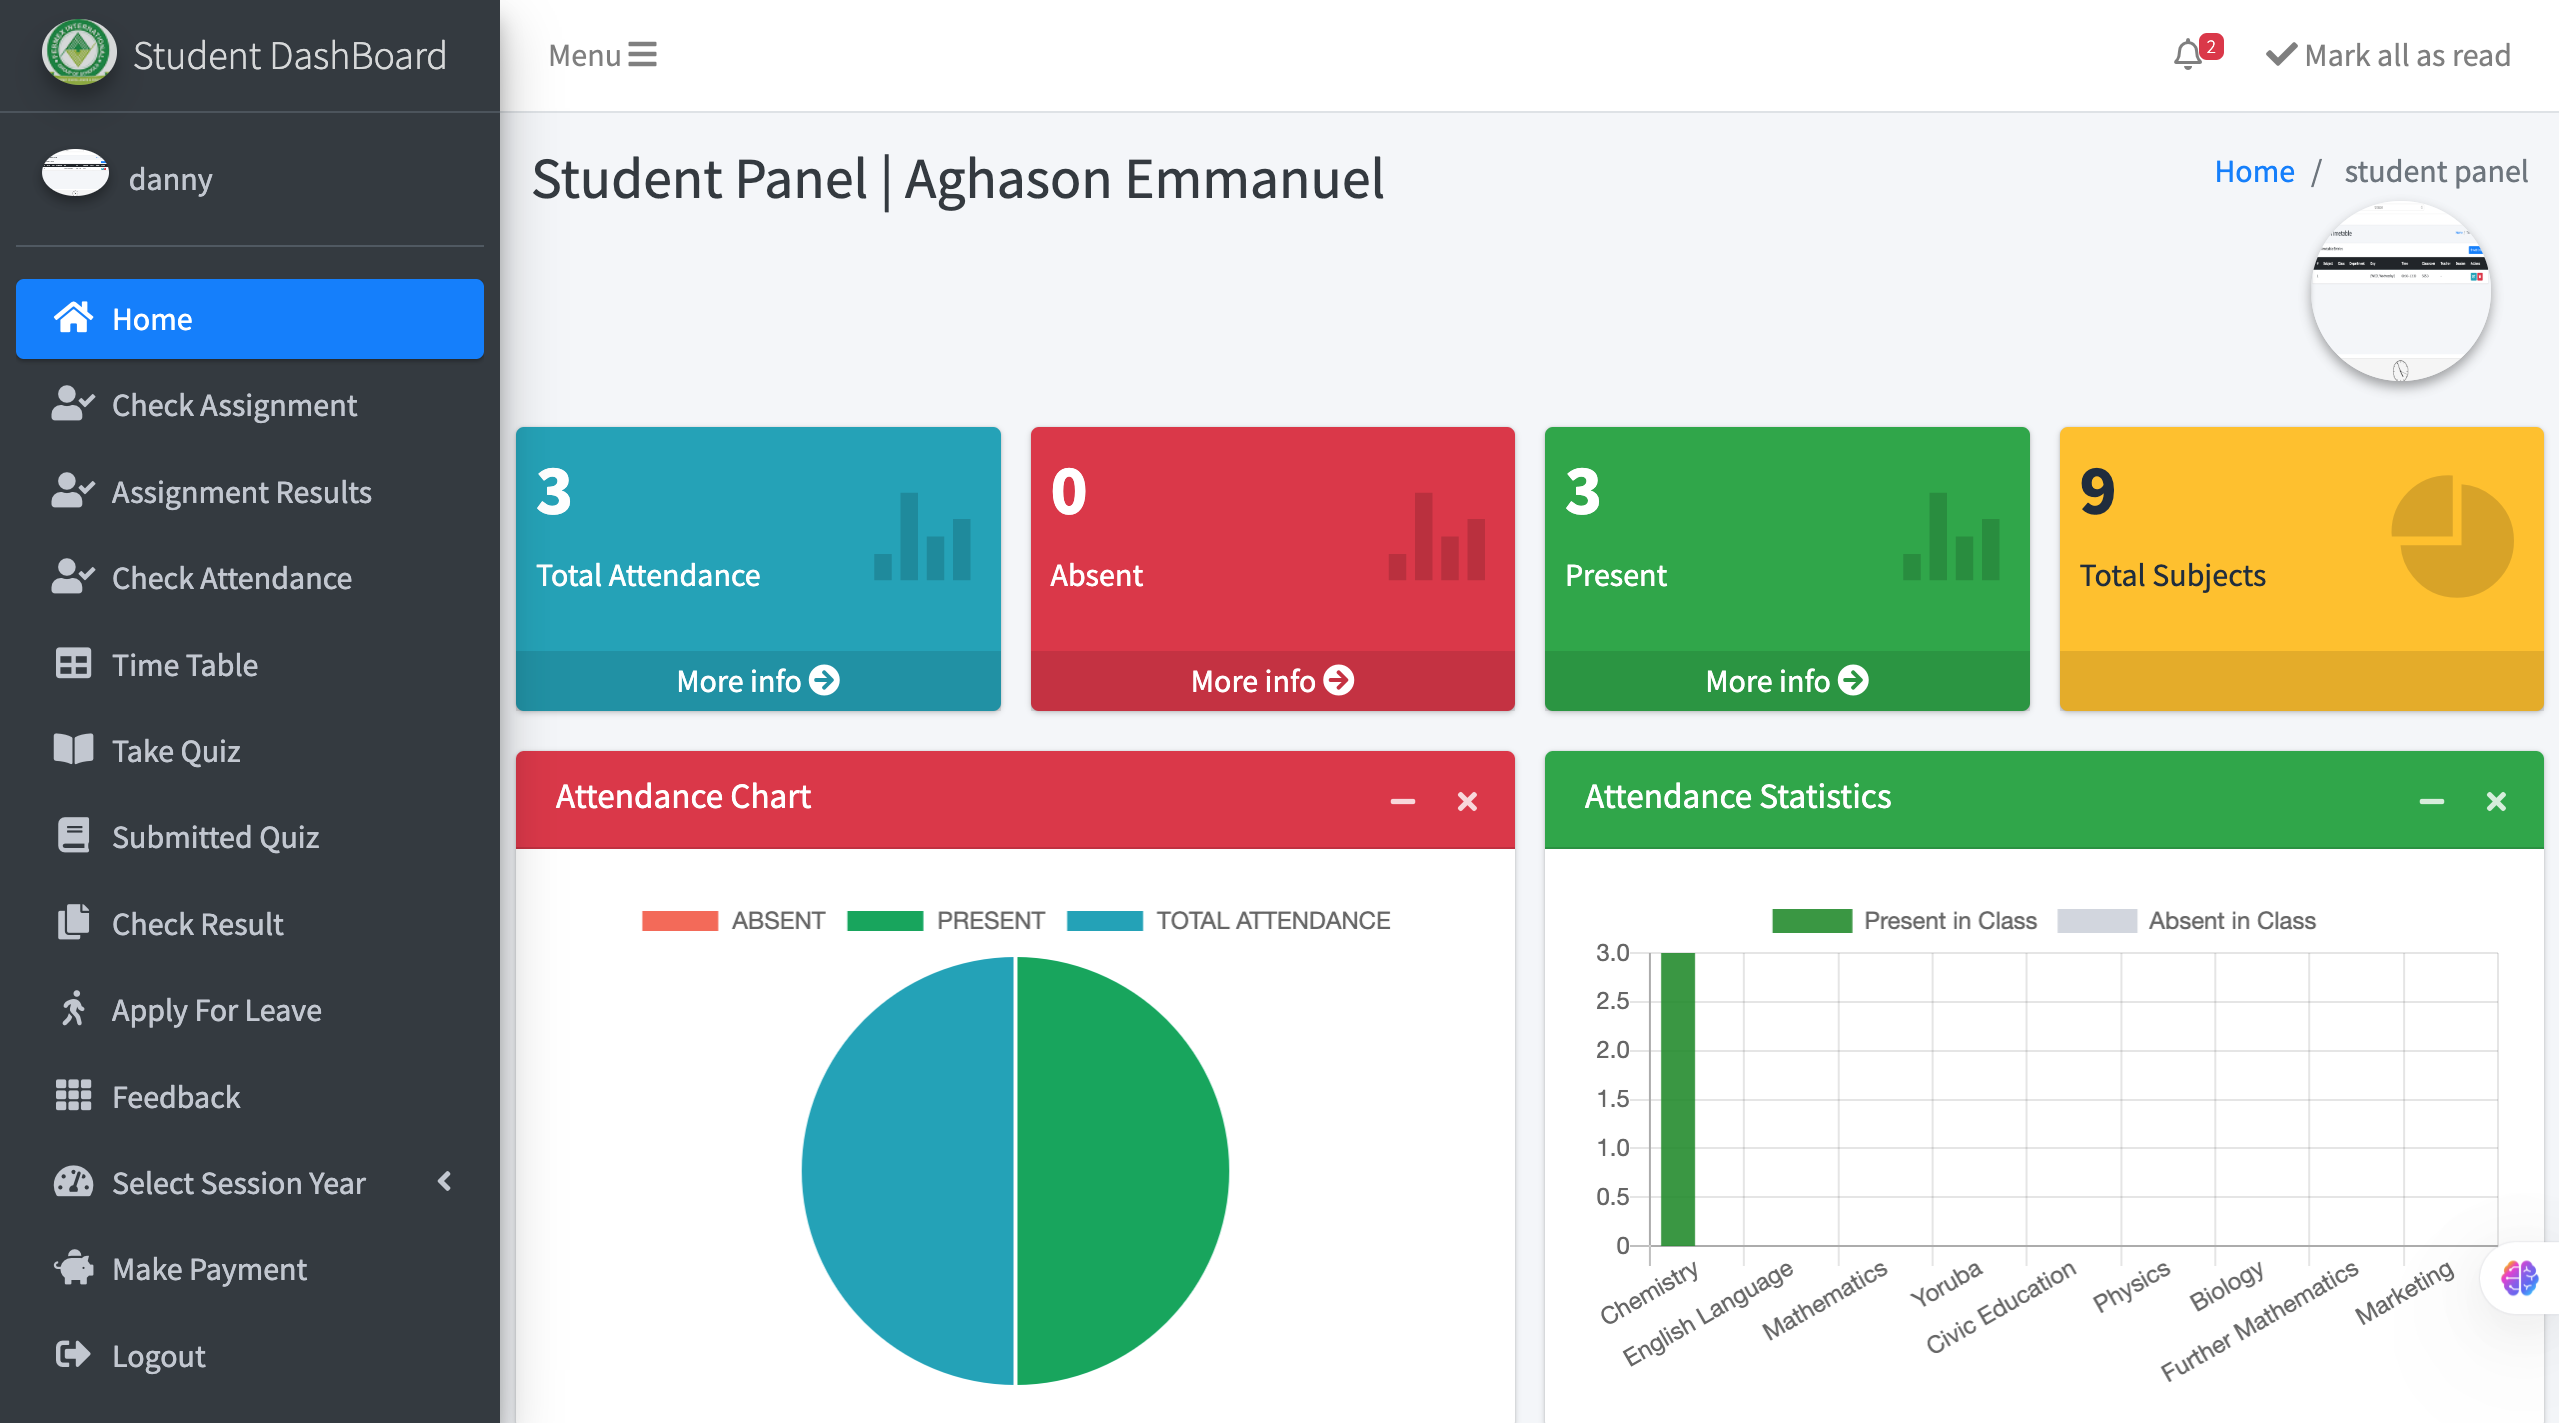 Student DashBoard
Menu
2
Mark all as read
danny
Student Panel | Aghason Emmanuel
Home / student panel
Home
Check Assignment
Assignment Results
Check Attendance
Time Table
Take Quiz
Submitted Quiz
Check Result
Apply For Leave
Feedback
Select Session Year
Make Payment
Logout
3
Total Attendance
More info
0
Absent
More info
3
Present
More info
9
Total Subjects
Attendance Chart
ABSENT PRESENT TOTAL ATTENDANCE
Attendance Statistics
Present in Class Absent in Class
3.0
2.5
2.0
1.5
1.0
0.5
0
Chemistry
English Language
Mathematics
Yoruba
Civic Education
Physics
Biology
Further Mathematics
Marketing